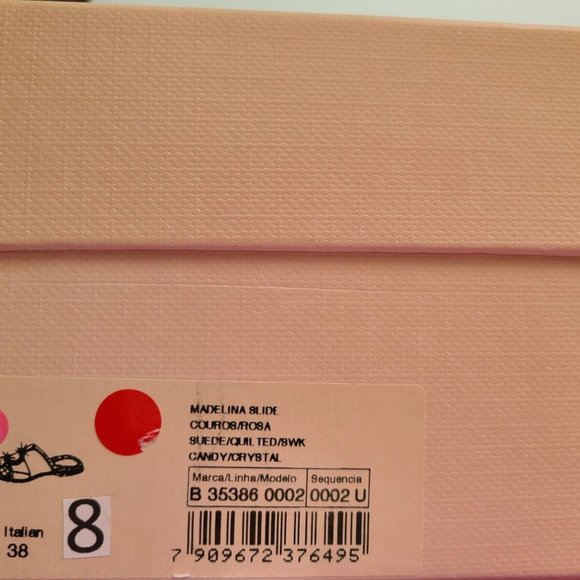 MADELINA SLIDE
COUROS/ROSA
SUEDE/QUILTED/SWK
CANDY/CRYSTAL
Marca/Linha/Modelo Sequencia
B 35386 0002 0002 U
Italian
38
8
7 909672 376495